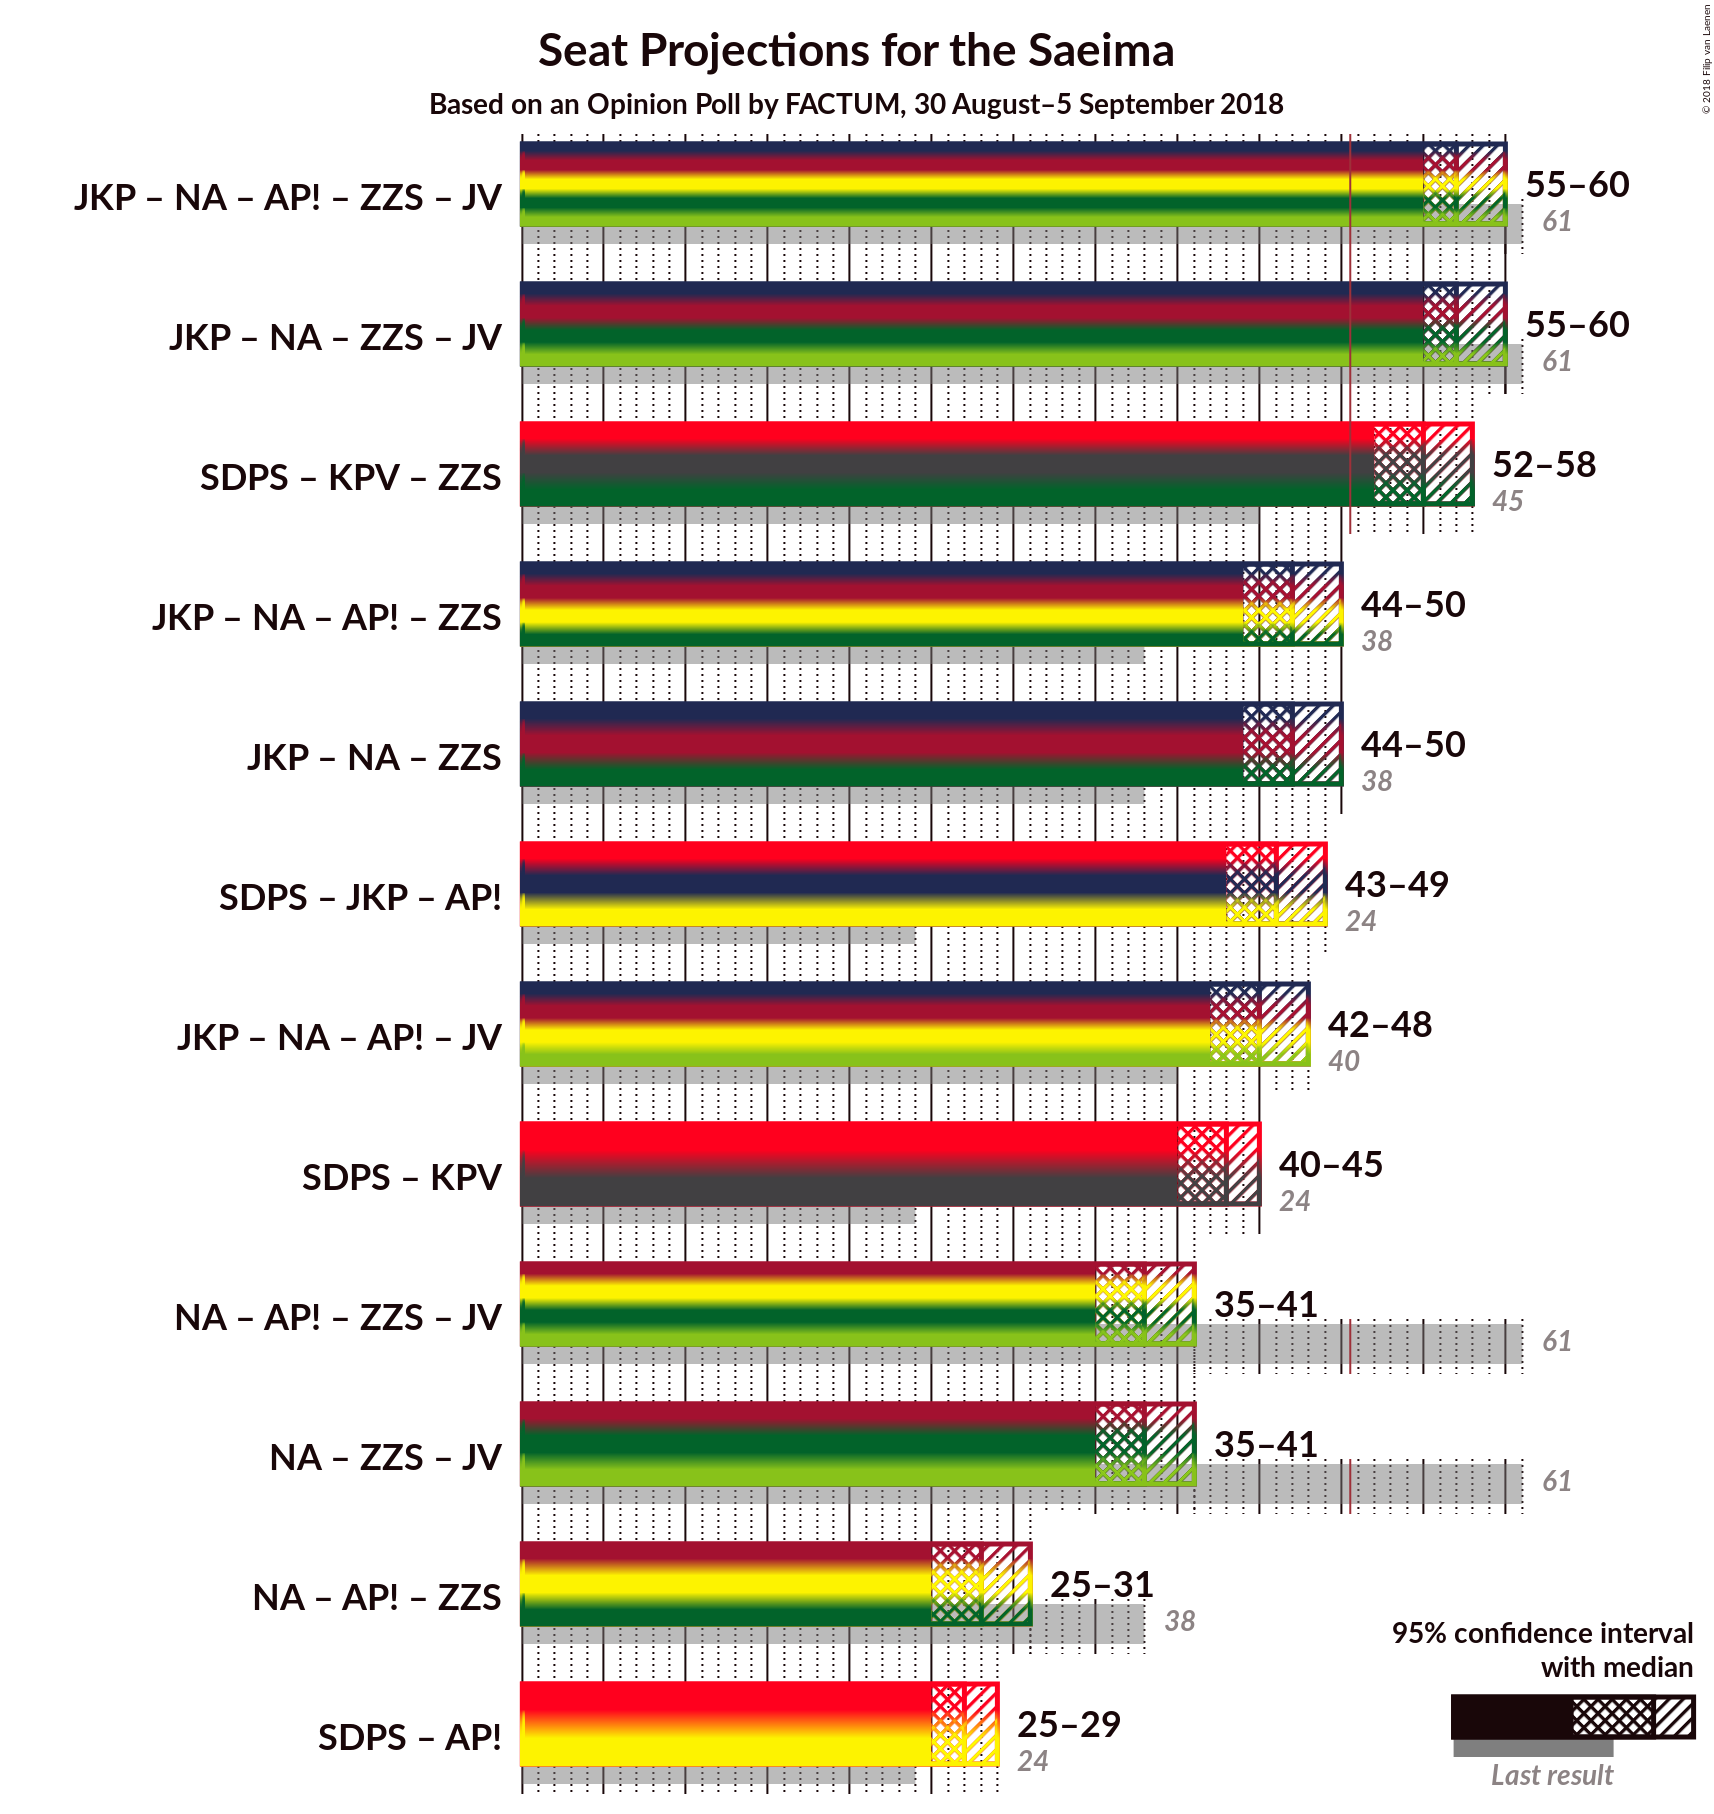 Seat Projections for the Saeima
Based on an Opinion Poll by FACTUM, 30 August–5 September 2018
© 2018 Filip van Laenen
JKP – NA – AP! – ZZS – JV
55–60
61
JKP – NA – ZZS – JV
55–60
61
SDPS – KPV – ZZS
52–58
45
JKP – NA – AP! – ZZS
44–50
38
JKP – NA – ZZS
44–50
38
SDPS – JKP – AP!
43–49
24
JKP – NA – AP! – JV
42–48
40
SDPS – KPV
40–45
24
NA – AP! – ZZS – JV
35–41
61
NA – ZZS – JV
35–41
61
NA – AP! – ZZS
25–31
38
SDPS – AP!
25–29
24
95% confidence interval
with median
Last result